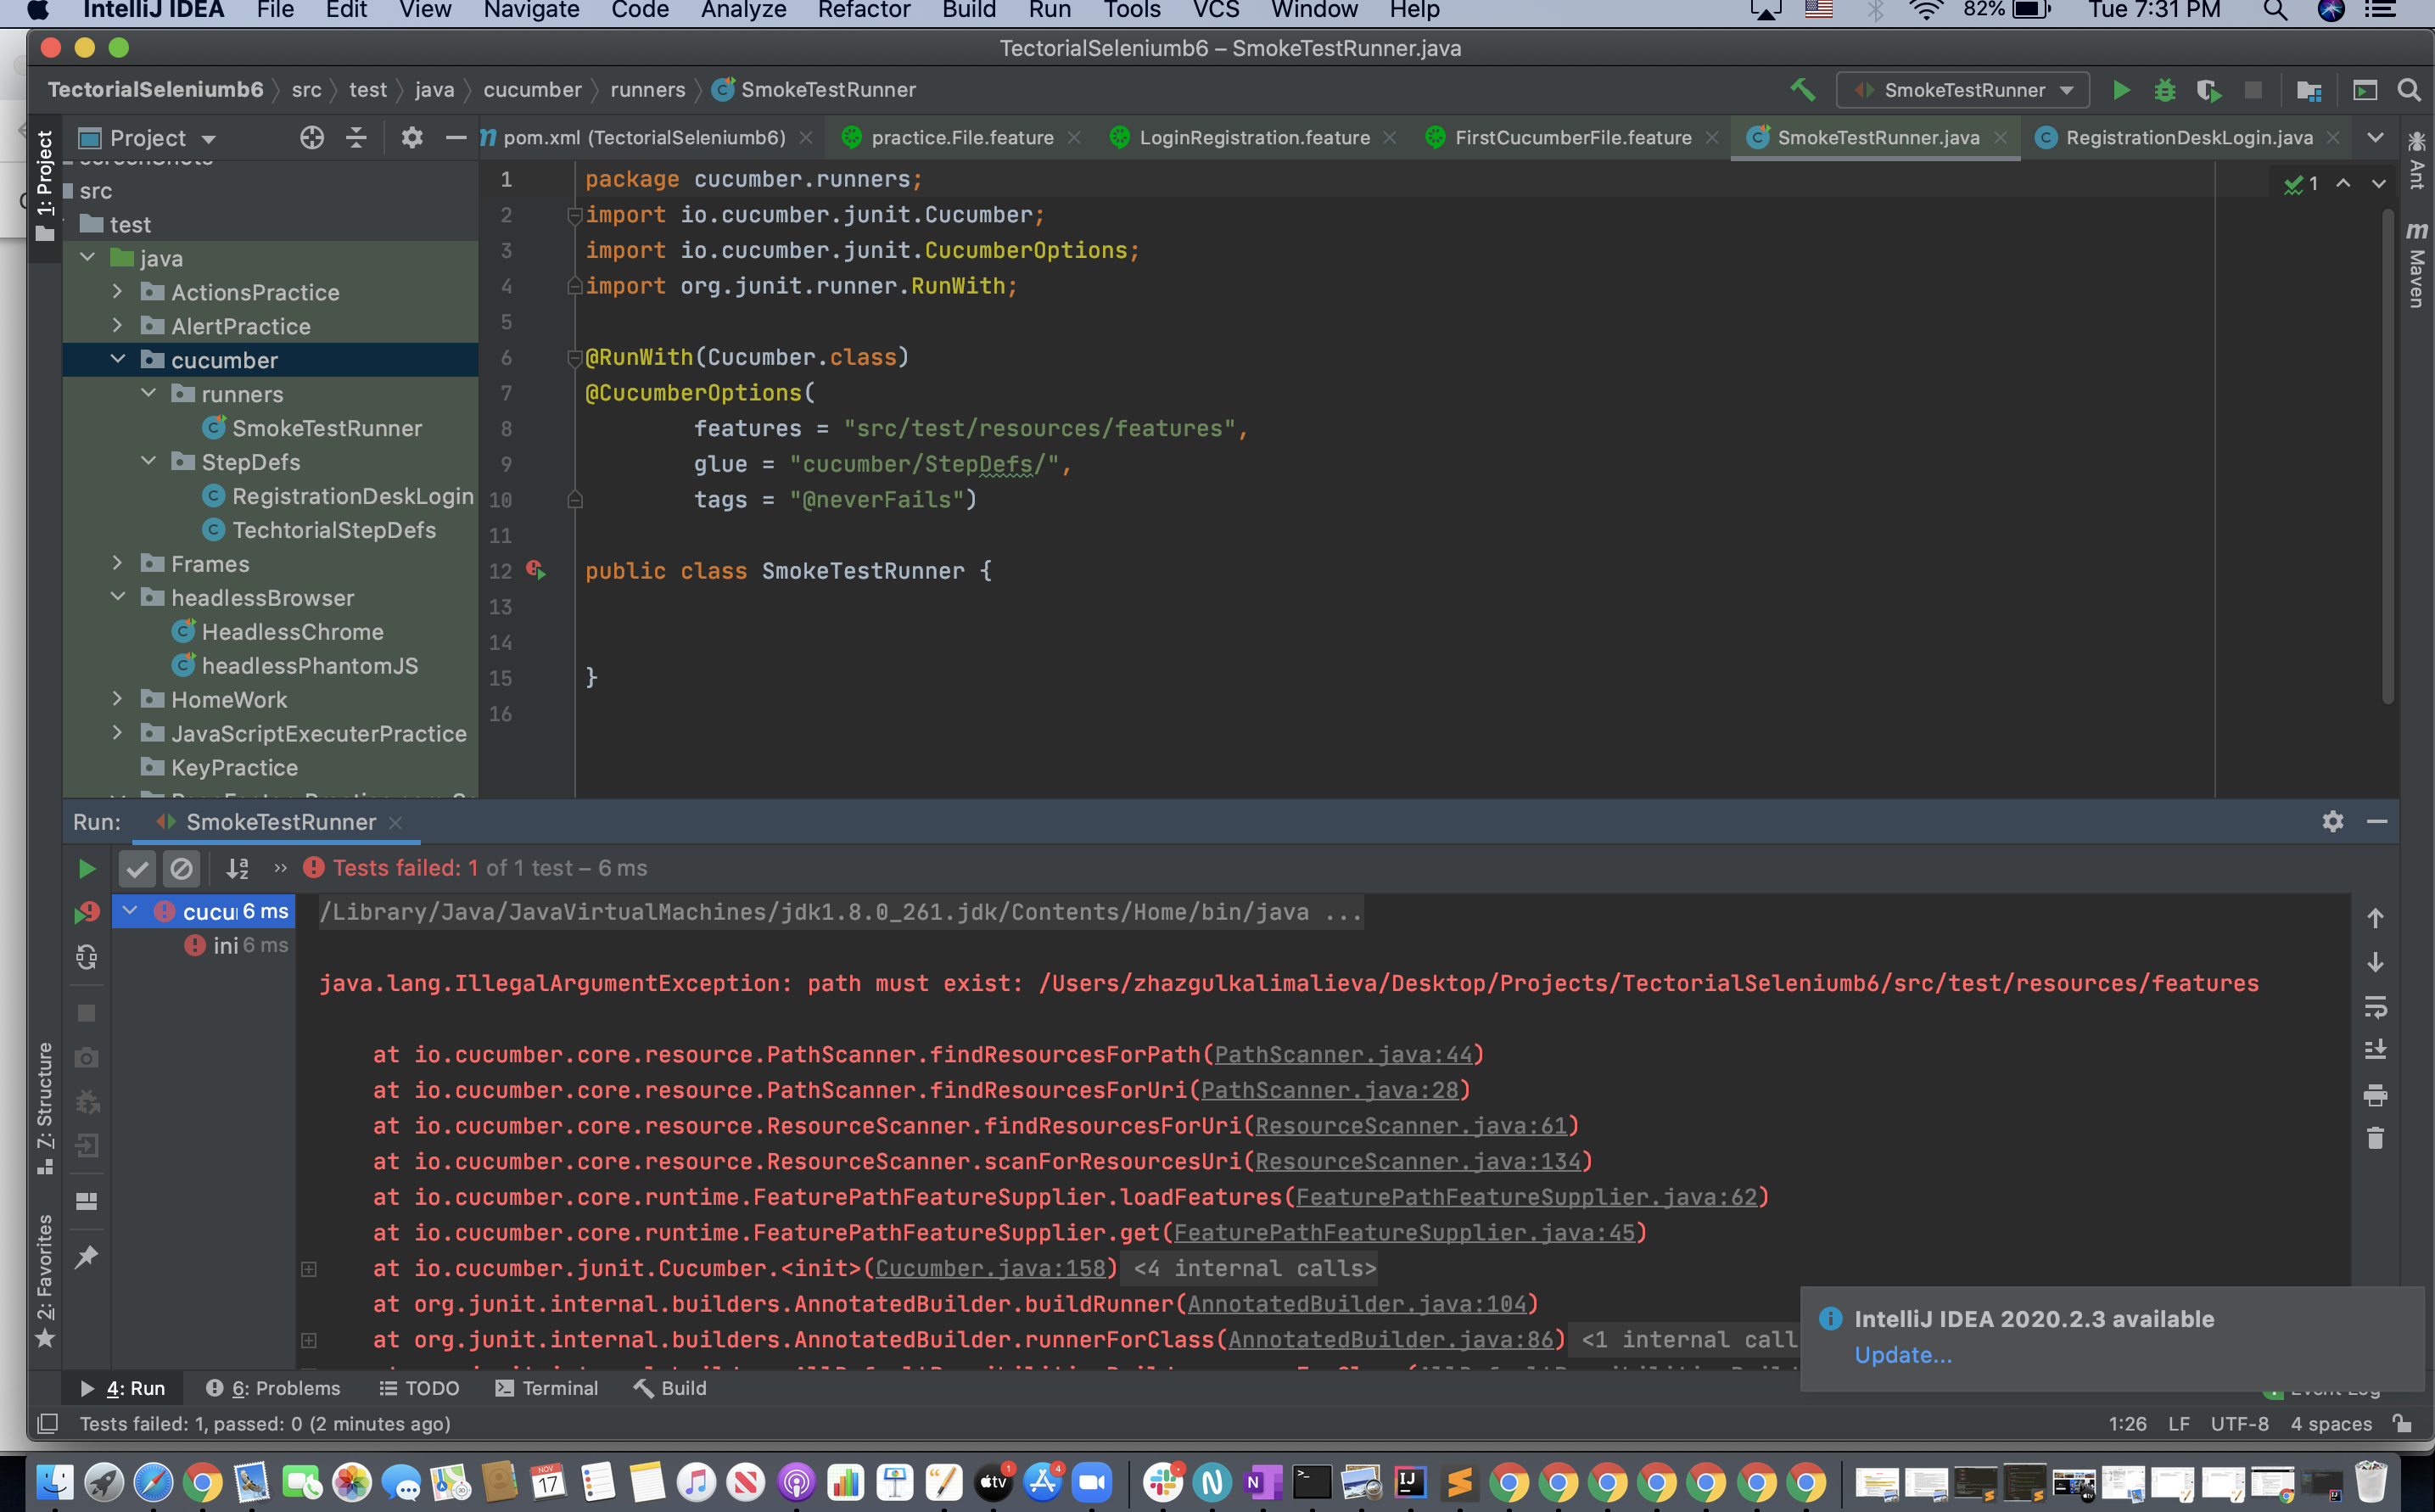 IntelliJ IDEA File Edit View Navigate Code Analyze Refactor Build Run Tools VCS Window Help 82% Tue 7:31 PM
TectorialSeleniumb6 – SmokeTestRunner.java
TectorialSeleniumb6 src test java cucumber runners SmokeTestRunner SmokeTestRunner
1: Project
Project
pom.xml (TectorialSeleniumb6) practice.File.feature LoginRegistration.feature FirstCucumberFile.feature SmokeTestRunner.java RegistrationDeskLogin.java
Ant
Maven
src
test
java
ActionsPractice
AlertPractice
cucumber
runners
SmokeTestRunner
StepDefs
RegistrationDeskLogin
TechtorialStepDefs
Frames
headlessBrowser
HeadlessChrome
headlessPhantomJS
HomeWork
JavaScriptExecuterPractice
KeyPractice
1 package cucumber.runners;
2 import io.cucumber.junit.Cucumber;
3 import io.cucumber.junit.CucumberOptions;
4 import org.junit.runner.RunWith;
5
6 @RunWith(Cucumber.class)
7 @CucumberOptions(
8 features = "src/test/resources/features",
9 glue = "cucumber/StepDefs/",
10 tags = "@neverFails")
11
12 public class SmokeTestRunner {
13
14
15 }
16
1
Run: SmokeTestRunner
Tests failed: 1 of 1 test – 6 ms
cucu 6 ms
ini 6 ms
/Library/Java/JavaVirtualMachines/jdk1.8.0_261.jdk/Contents/Home/bin/java ...
java.lang.IllegalArgumentException: path must exist: /Users/zhazgulkalimalieva/Desktop/Projects/TectorialSeleniumb6/src/test/resources/features
at io.cucumber.core.resource.PathScanner.findResourcesForPath(PathScanner.java:44)
at io.cucumber.core.resource.PathScanner.findResourcesForUri(PathScanner.java:28)
at io.cucumber.core.resource.ResourceScanner.findResourcesForUri(ResourceScanner.java:61)
at io.cucumber.core.resource.ResourceScanner.scanForResourcesUri(ResourceScanner.java:134)
at io.cucumber.core.runtime.FeaturePathFeatureSupplier.loadFeatures(FeaturePathFeatureSupplier.java:62)
at io.cucumber.core.runtime.FeaturePathFeatureSupplier.get(FeaturePathFeatureSupplier.java:45)
at io.cucumber.junit.Cucumber.<init>(Cucumber.java:158) <4 internal calls>
at org.junit.internal.builders.AnnotatedBuilder.buildRunner(AnnotatedBuilder.java:104)
at org.junit.internal.builders.AnnotatedBuilder.runnerForClass(AnnotatedBuilder.java:86) <1 internal call
Z: Structure
2: Favorites
IntelliJ IDEA 2020.2.3 available
Update...
4: Run 6: Problems TODO Terminal Build
Tests failed: 1, passed: 0 (2 minutes ago) 1:26 LF UTF-8 4 spaces
NOV
17
tv
1
4
N
IJ